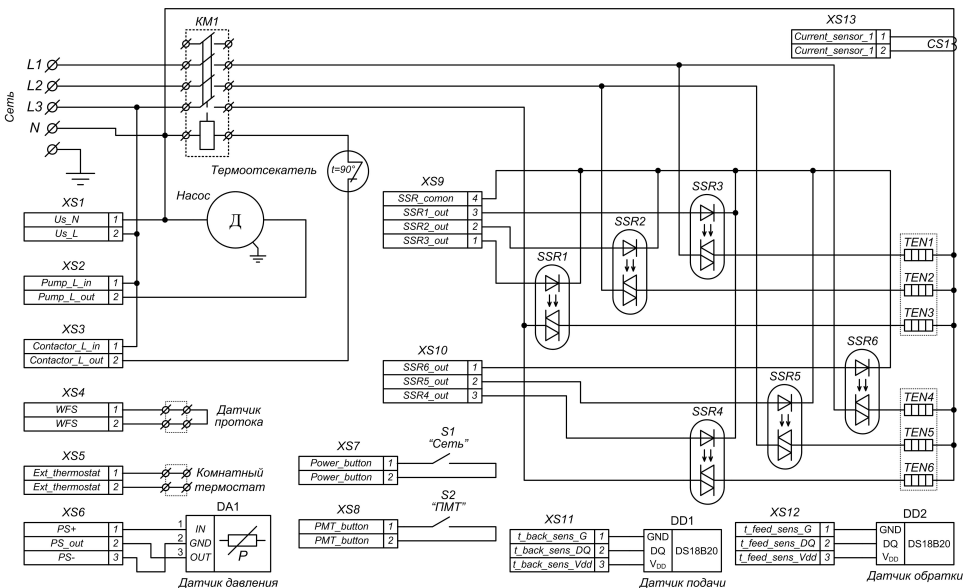 Сеть
L1
L2
L3
N
KM1
Термоотсекатель
t=90°
Насос
Д
XS1
Us_N 1
Us_L 2
XS2
Pump_L_in 1
Pump_L_out 2
XS3
Contactor_L_in 1
Contactor_L_out 2
XS4
WFS 1
WFS 2
Датчик
протока
XS5
Ext_thermostat 1
Ext_thermostat 2
Комнатный
термостат
XS6
PS+ 1
PS_out 2
PS- 3
DA1
1 IN
2 GND
3 OUT
P
Датчик давления
XS7
Power_button 1
Power_button 2
S1
"Сеть"
XS8
PMT_button 1
PMT_button 2
S2
"ПМТ"
XS9
SSR_comon 4
SSR1_out 3
SSR2_out 2
SSR3_out 1
XS10
SSR6_out 1
SSR5_out 2
SSR4_out 3
SSR1
SSR2
SSR3
SSR4
SSR5
SSR6
XS13
Current_sensor_1 1
Current_sensor_1 2
CS1
TEN1
TEN2
TEN3
TEN4
TEN5
TEN6
XS11
t_back_sens_G 1
t_back_sens_DQ 2
t_back_sens_Vdd 3
DD1
GND
DQ
VDD
DS18B20
Датчик подачи
XS12
t_feed_sens_G 1
t_feed_sens_DQ 2
t_feed_sens_Vdd 3
DD2
GND
DQ
VDD
DS18B20
Датчик обратки